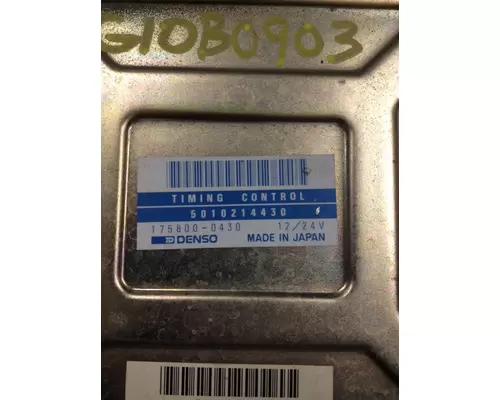 G10B0903
TIMING CONTROL
5010214430
175800-0430 12/24V
DENSO MADE IN JAPAN